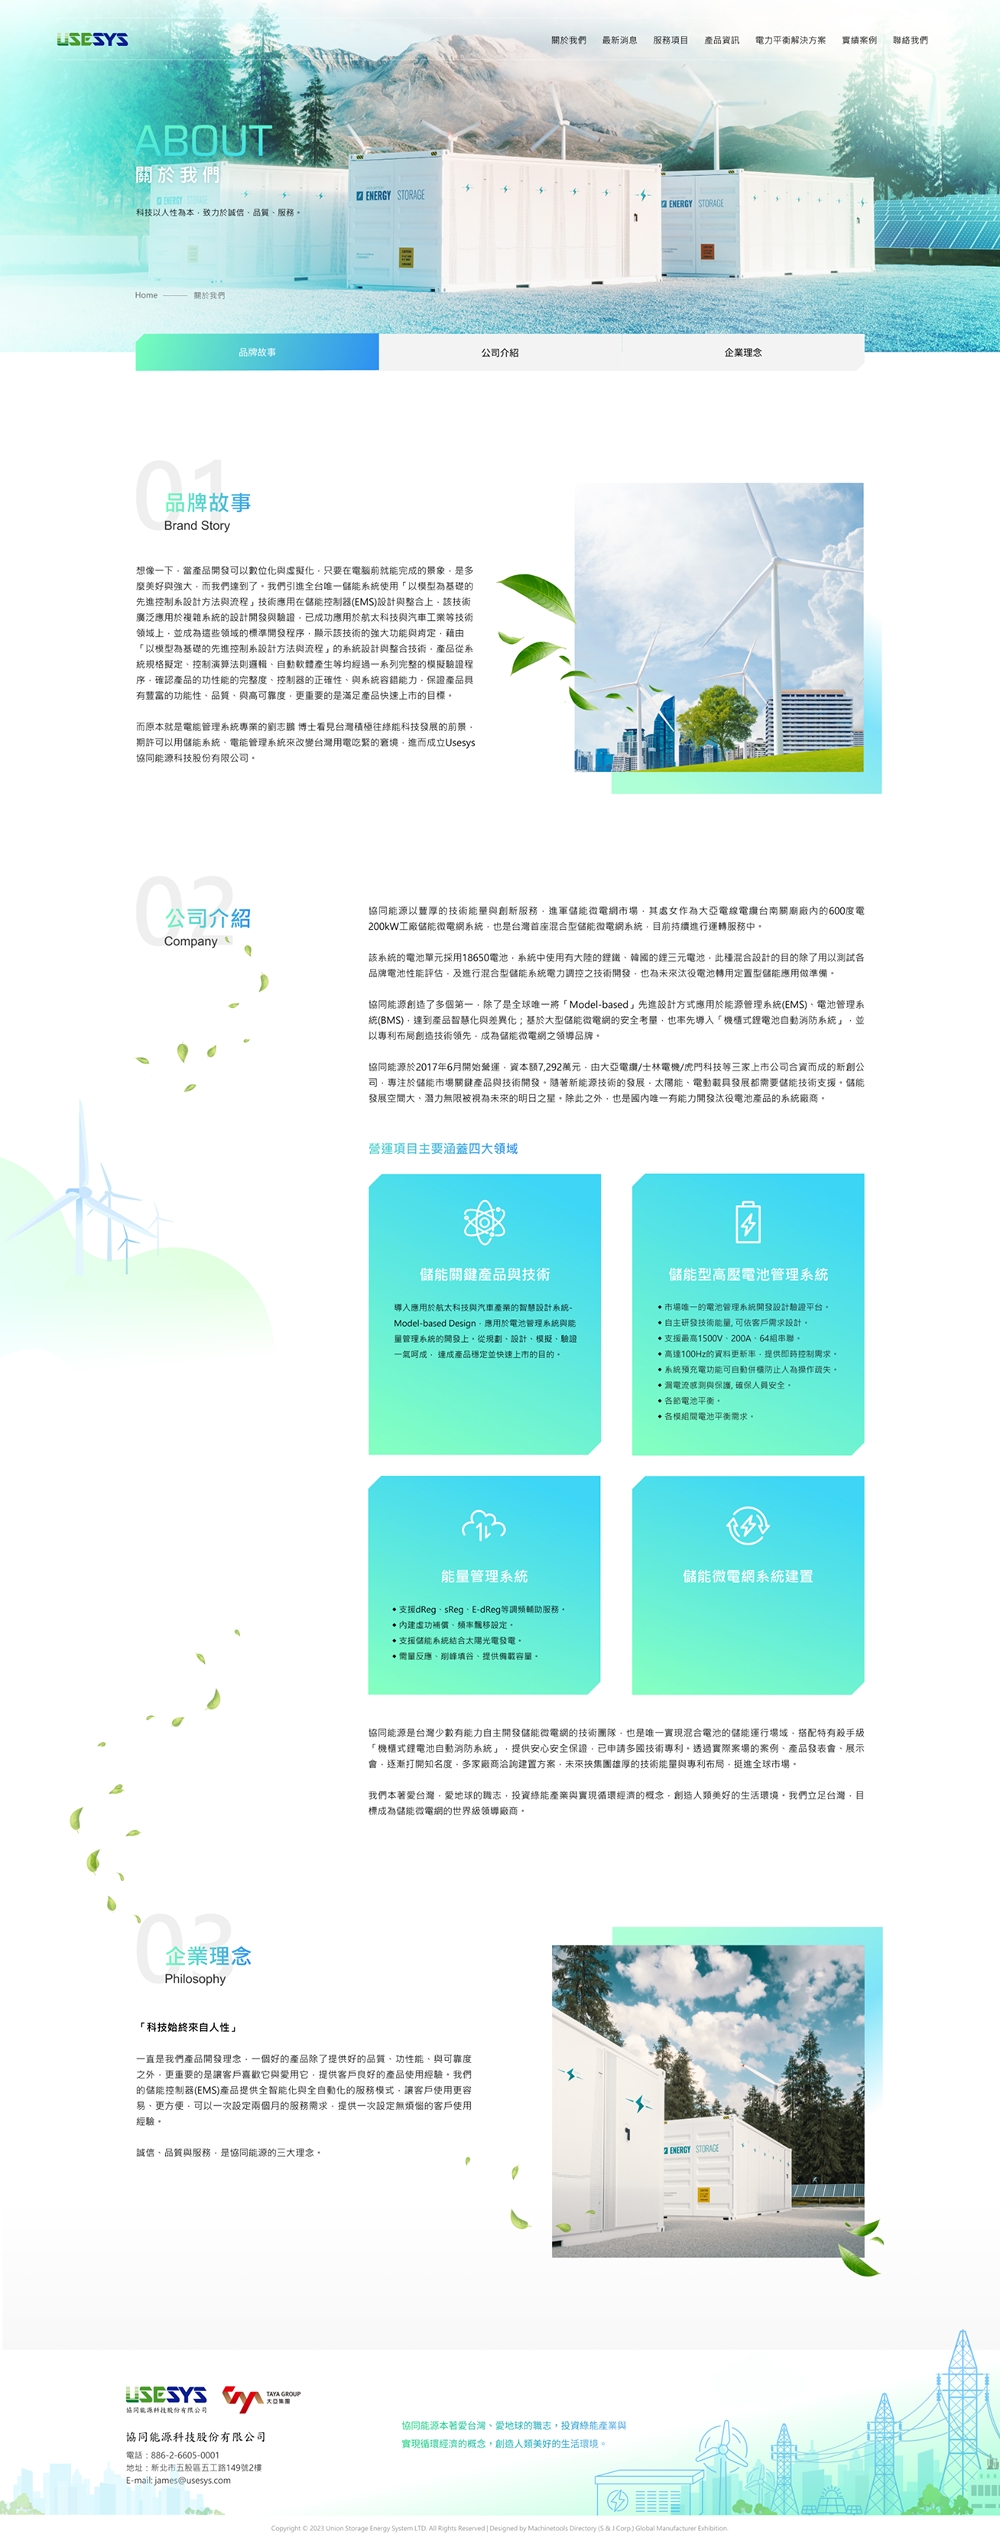 USESYS
關於我們 最新消息 服務項目 產品資訊 電力平衡解決方案 實績案例 聯絡我們
ABOUT
關於我們
科技以人性為本，致力於誠信、品質、服務。
ENERGY STORAGE
ENERGY STORAGE
ENERGY STORAGE
Home 關於我們
品牌故事 公司介紹 企業理念
01
品牌故事
Brand Story
想像一下，當產品開發可以數位化與虛擬化，只要在電腦前就能完成的景象，是多
麼美好與強大，而我們達到了。我們引進全台唯一儲能系統使用「以模型為基礎的
先進控制系設計方法與流程」技術應用在儲能控制器(EMS)設計與整合上，該技術
廣泛應用於複雜系統的設計開發與驗證，已成功應用於航太科技與汽車工業等技術
領域上，並成為這些領域的標準開發程序，顯示該技術的強大功能與肯定，藉由
「以模型為基礎的先進控制系設計方法與流程」的系統設計與整合技術，產品從系
統規格擬定、控制演算法則邏輯、自動軟體產生等均經過一系列完整的模擬驗證程
序，確認產品的功性能的完整度、控制器的正確性、與系統容錯能力，保證產品具
有豐富的功能性、品質、與高可靠度，更重要的是滿足產品快速上市的目標。
而原本就是電能管理系統專業的劉志鵬 博士看見台灣積極往綠能科技發展的前景，
期許可以用儲能系統、電能管理系統來改變台灣用電吃緊的窘境，進而成立Usesys
協同能源科技股份有限公司。
02
公司介紹
Company
協同能源以豐厚的技術能量與創新服務，進軍儲能微電網市場，其處女作為大亞電線電纜台南關廟廠內的600度電
200kW工廠儲能微電網系統，也是台灣首座混合型儲能微電網系統，目前持續進行運轉服務中。
該系統的電池單元採用18650電池，系統中使用有大陸的鋰鐵、韓國的鋰三元電池，此種混合設計的目的除了用以測試各
品牌電池性能評估，及進行混合型儲能系統電力調控之技術開發，也為未來汰役電池轉用定置型儲能應用做準備。
協同能源創造了多個第一，除了是全球唯一將「Model-based」先進設計方式應用於能源管理系統(EMS)、電池管理系
統(BMS)，達到產品智慧化與差異化；基於大型儲能微電網的安全考量，也率先導入「機櫃式鋰電池自動消防系統」，並
以專利布局創造技術領先，成為儲能微電網之領導品牌。
協同能源於2017年6月開始營運，資本額7,292萬元，由大亞電纜/士林電機/虎門科技等三家上市公司合資而成的新創公
司，專注於儲能市場關鍵產品與技術開發。隨著新能源技術的發展，太陽能、電動載具發展都需要儲能技術支援。儲能
發展空間大、潛力無限被視為未來的明日之星。除此之外，也是國內唯一有能力開發汰役電池產品的系統廠商。
營運項目主要涵蓋四大領域
儲能關鍵產品與技術
導入應用於航太科技與汽車產業的智慧設計系統-
Model-based Design，應用於電池管理系統與能
量管理系統的開發上，從規劃、設計、模擬、驗證
一氣呵成， 達成產品穩定並快速上市的目的。
儲能型高壓電池管理系統
◆ 市場唯一的電池管理系統開發設計驗證平台。
◆ 自主研發技術能量, 可依客戶需求設計。
◆ 支援最高1500V、200A、64組串聯。
◆ 高達100Hz的資料更新率，提供即時控制需求。
◆ 系統預充電功能可自動併櫃防止人為操作疏失。
◆ 漏電流感測與保護, 確保人員安全。
◆ 各節電池平衡。
◆ 各模組間電池平衡需求。
能量管理系統
◆ 支援dReg、sReg、E-dReg等調頻輔助服務。
◆ 內建虛功補償、頻率飄移設定。
◆ 支援儲能系統結合太陽光電發電。
◆ 需量反應、削峰填谷、提供備載容量。
儲能微電網系統建置
協同能源是台灣少數有能力自主開發儲能微電網的技術團隊，也是唯一實現混合電池的儲能運行場域，搭配特有殺手級
「機櫃式鋰電池自動消防系統」，提供安心安全保證，已申請多國技術專利。透過實際案場的案例、產品發表會、展示
會，逐漸打開知名度，多家廠商洽詢建置方案，未來挾集團雄厚的技術能量與專利布局，挺進全球市場。
我們本著愛台灣，愛地球的職志，投資綠能產業與實現循環經濟的概念，創造人類美好的生活環境。我們立足台灣，目
標成為儲能微電網的世界級領導廠商。
03
企業理念
Philosophy
「科技始終來自人性」
一直是我們產品開發理念，一個好的產品除了提供好的品質、功性能、與可靠度
之外，更重要的是讓客戶喜歡它與愛用它，提供客戶良好的產品使用經驗。我們
的儲能控制器(EMS)產品提供全智能化與全自動化的服務模式，讓客戶使用更容
易、更方便，可以一次設定兩個月的服務需求，提供一次設定無煩惱的客戶使用
經驗。
誠信、品質與服務，是協同能源的三大理念。
ENERGY STORAGE
USESYS
協同能源科技股份有限公司
TAYA GROUP
大亞集團
協同能源科技股份有限公司
電話：886-2-6605-0001
地址：新北市五股區五工路149號2樓
E-mail: james@usesys.com
協同能源本著愛台灣、愛地球的職志，投資綠能產業與
實現循環經濟的概念，創造人類美好的生活環境。
Copyright © 2023 Union Storage Energy System LTD. All Rights Reserved | Designed by Machinetools Directory (S & J Corp.) Global Manufacturer Exhibition.